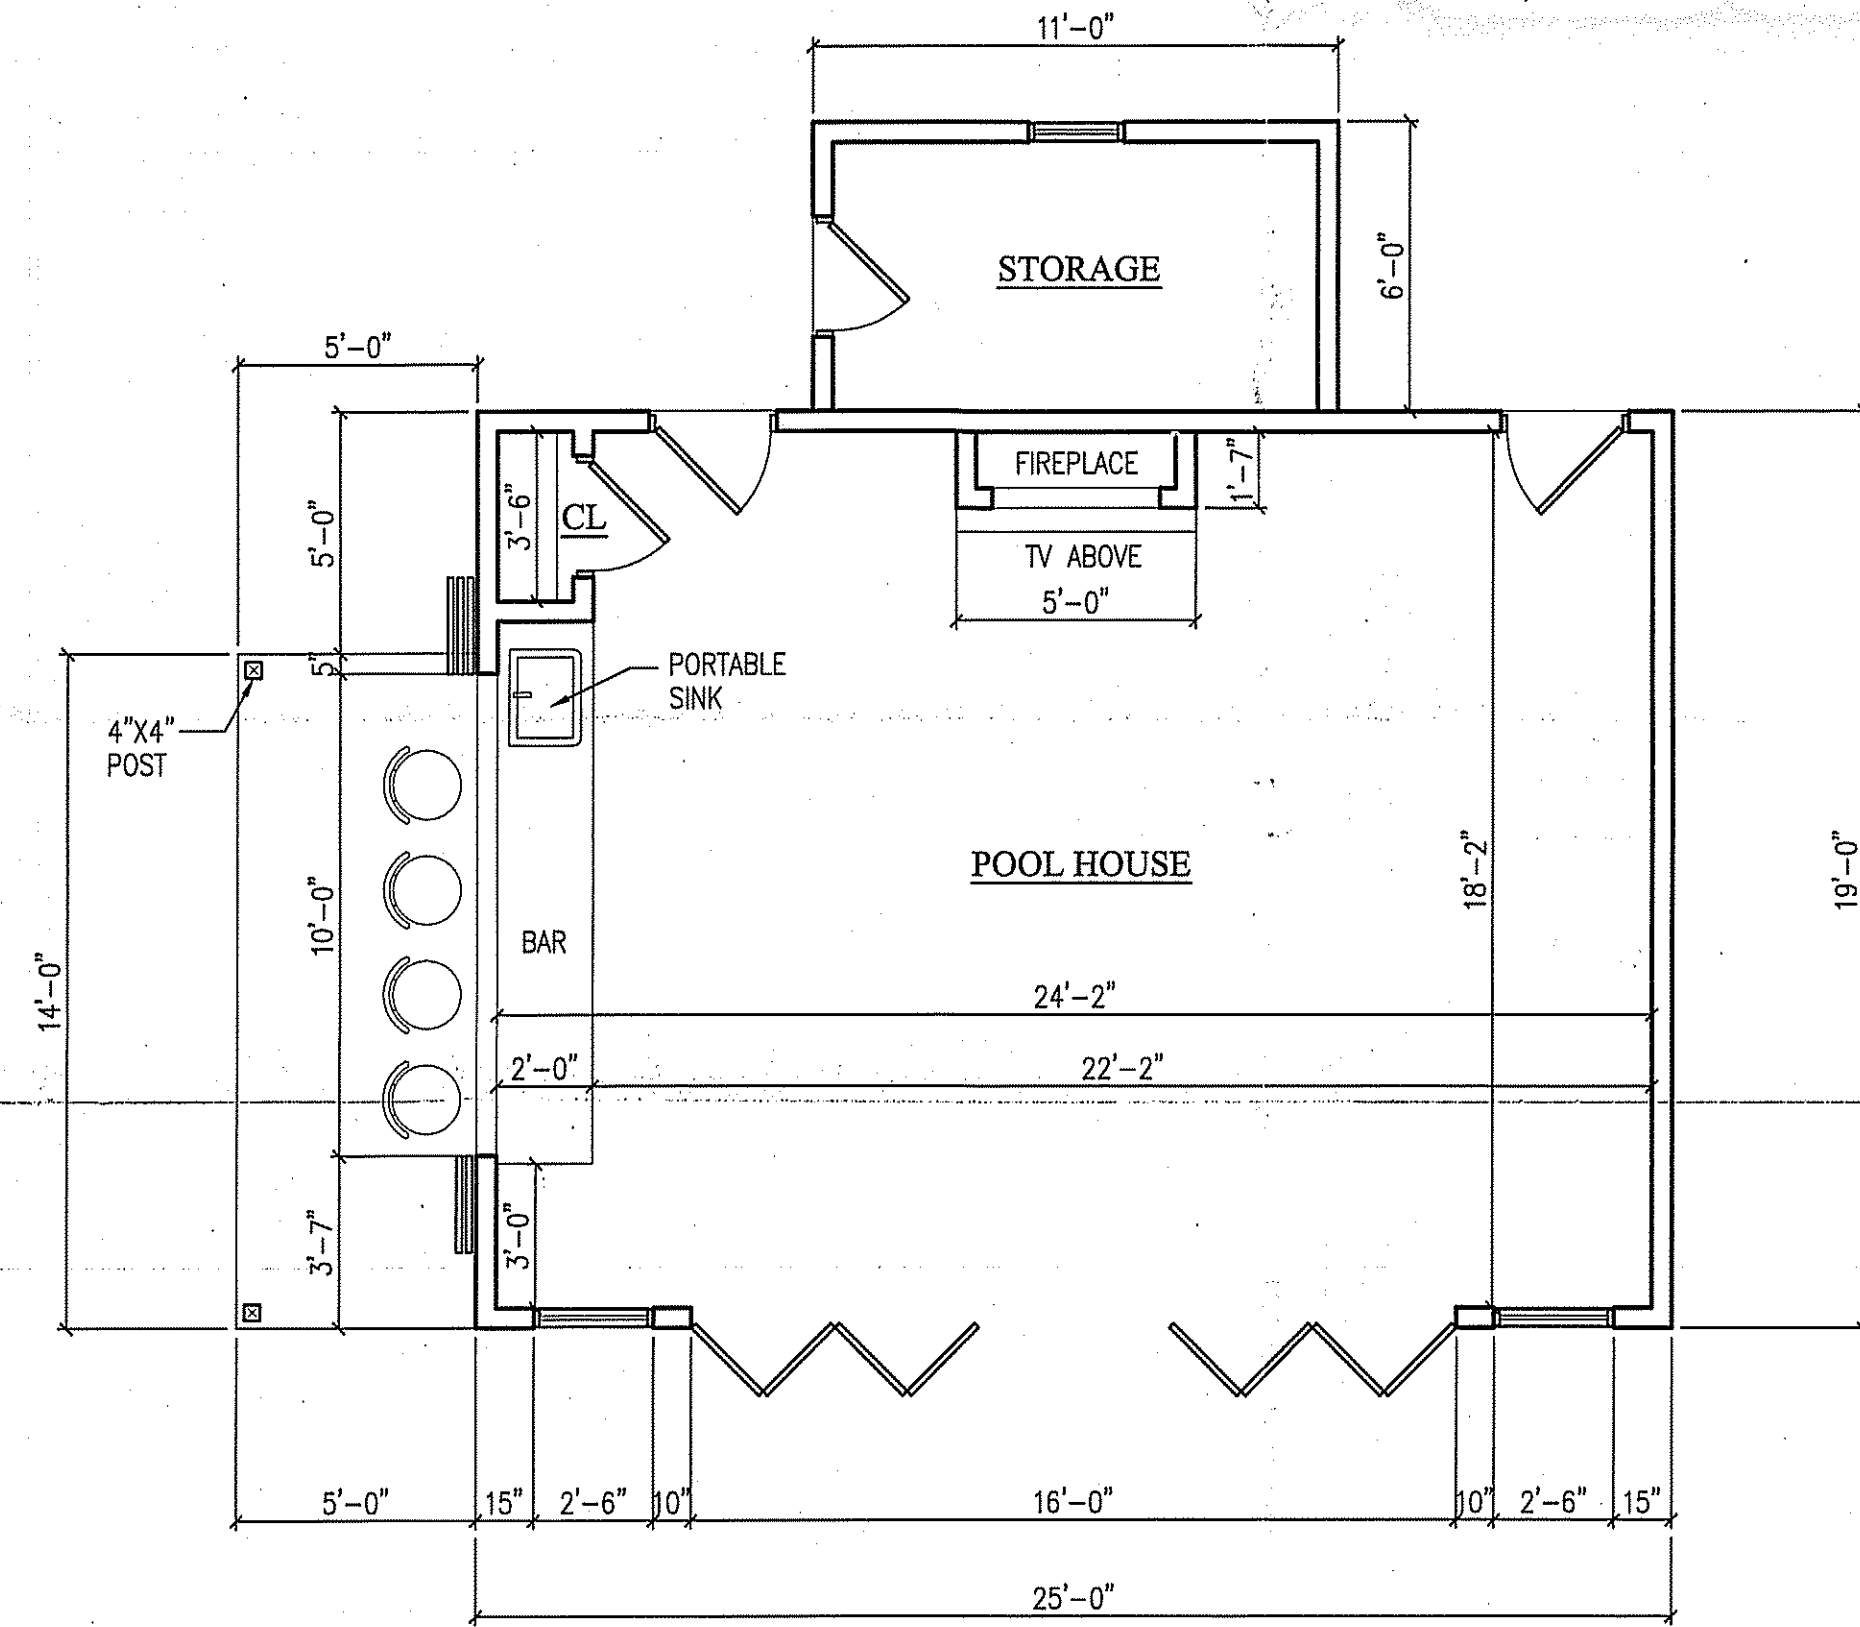 11'-0"
STORAGE
6'-0"
5'-0"
FIREPLACE
1'-7"
3'-6"
CL
5'-0"
TV ABOVE
5'-0"
5"
PORTABLE
SINK
4"X4"
POST
POOL HOUSE
18'-2"
19'-0"
10'-0"
BAR
14'-0"
24'-2"
2'-0"
22'-2"
3'-7"
3'-0"
5'-0"
15"
2'-6"
10"
16'-0"
10"
2'-6"
15"
25'-0"